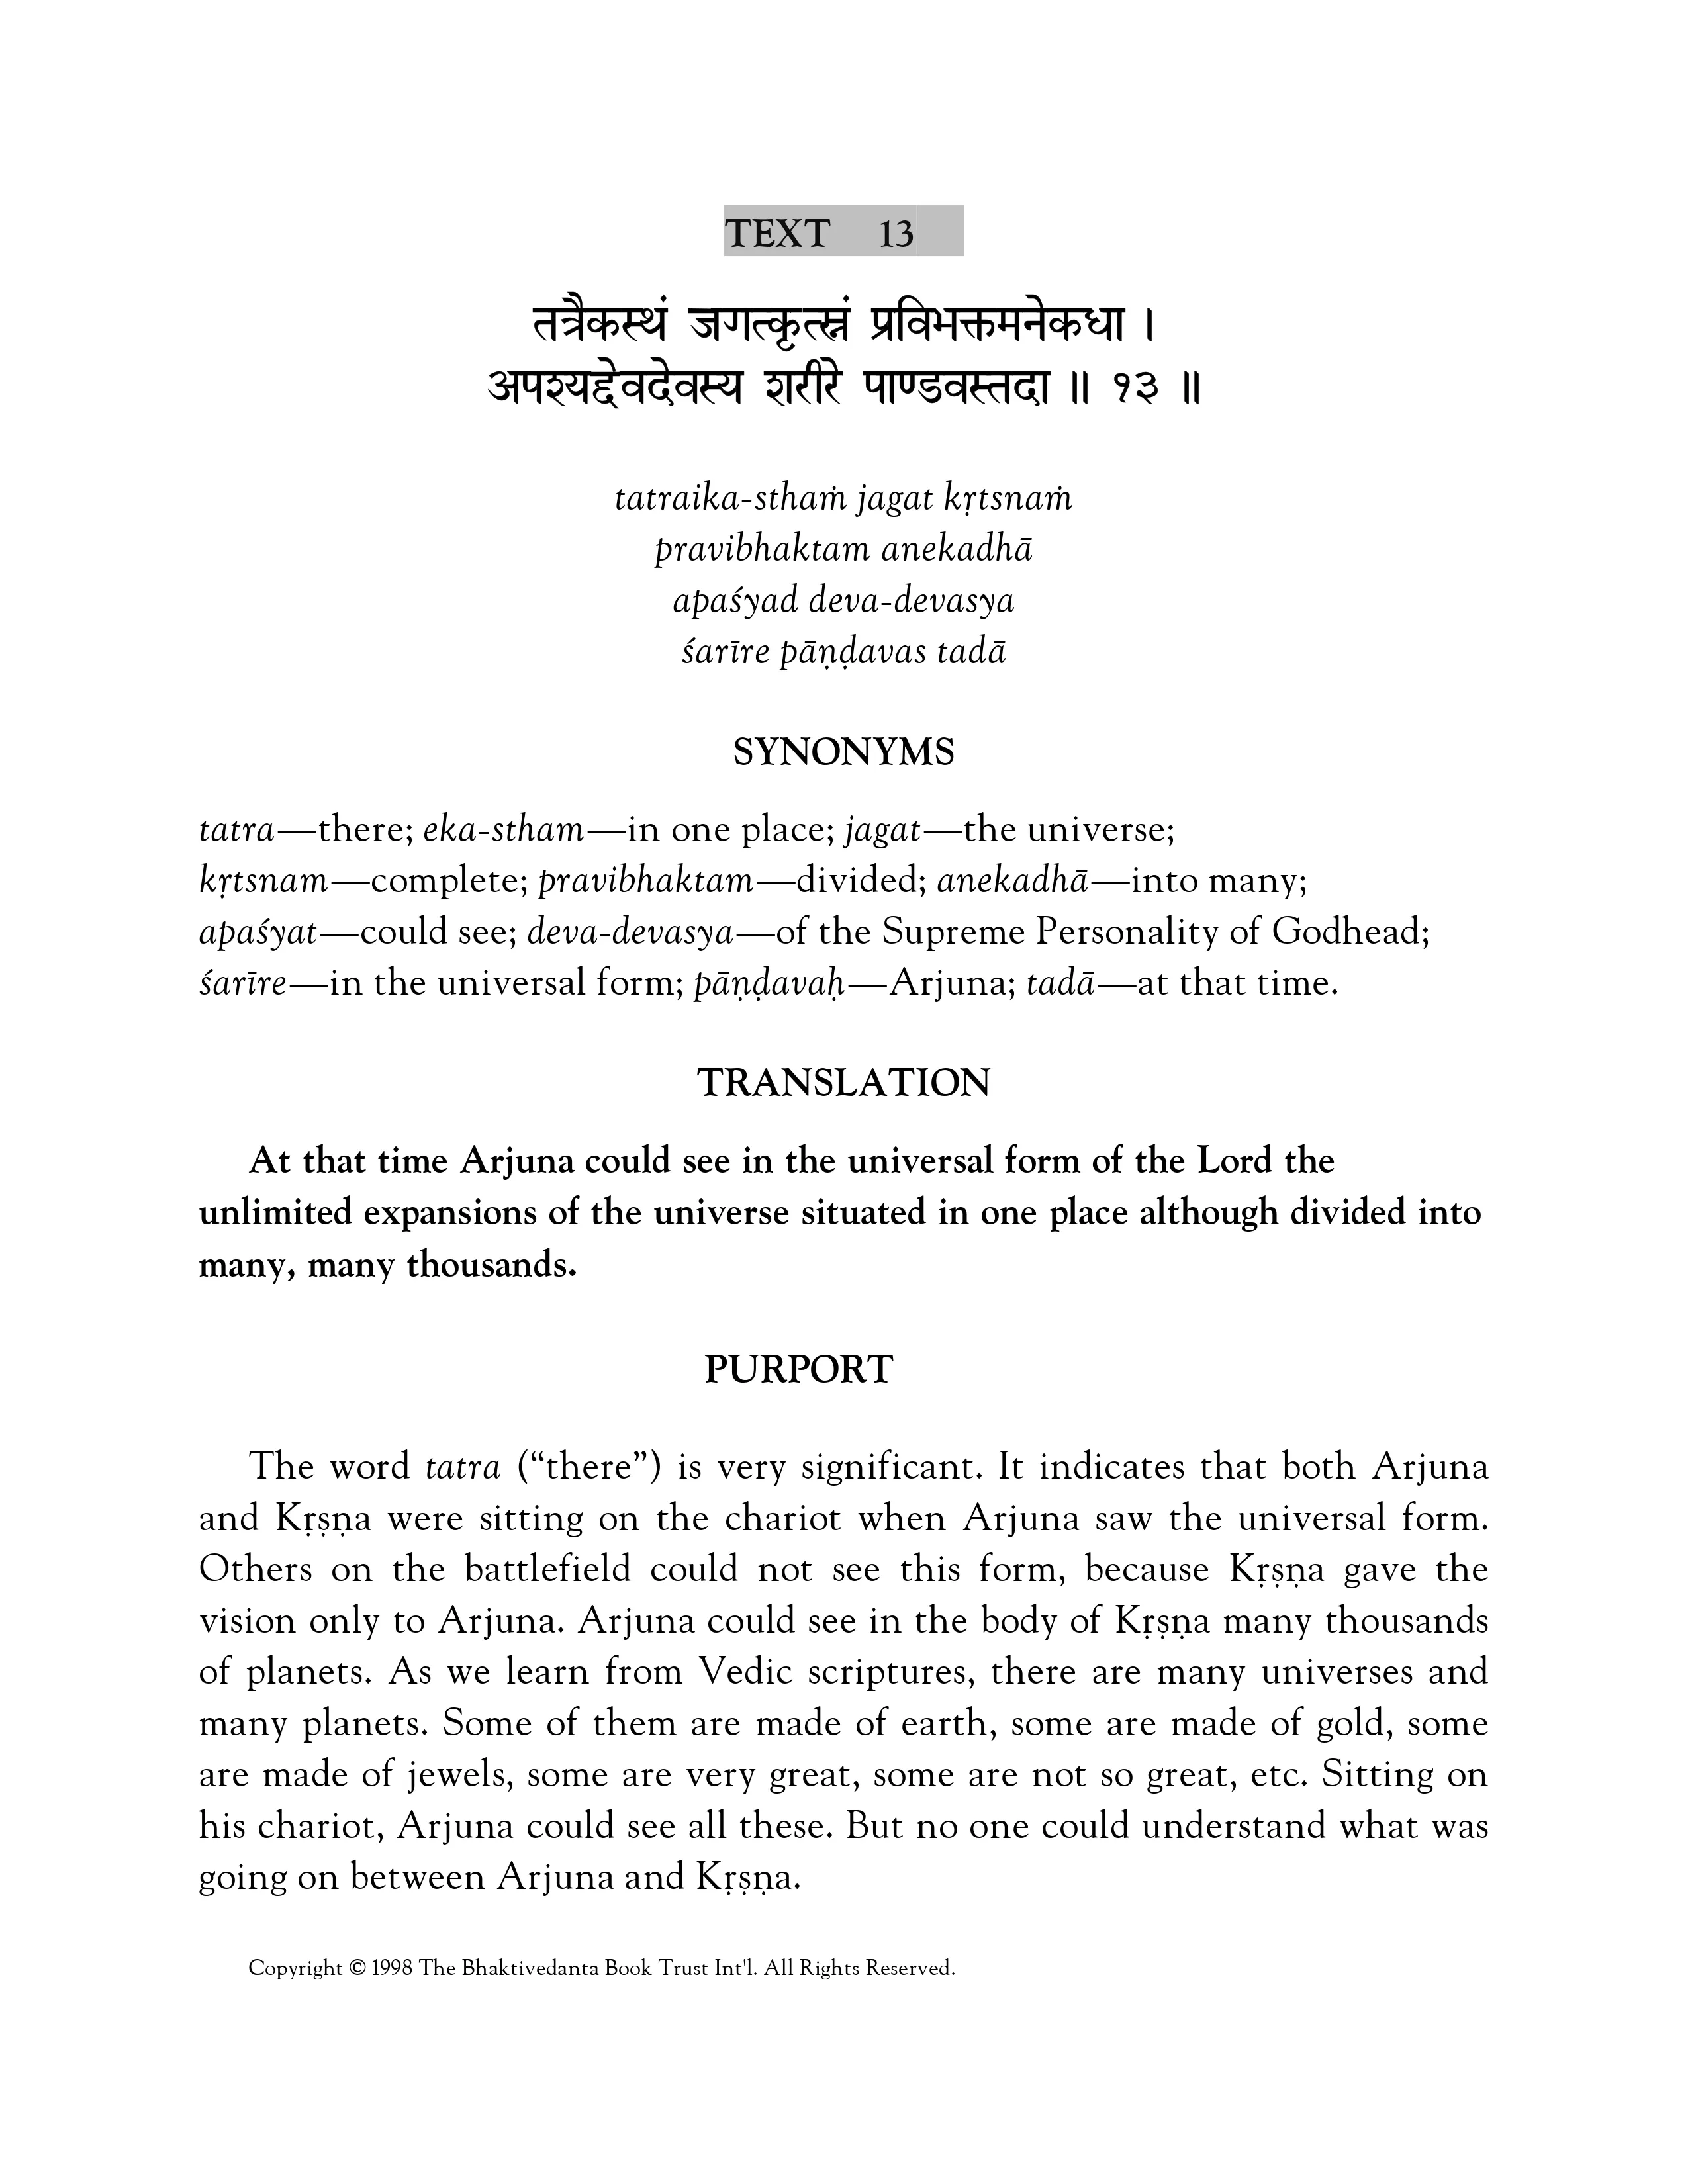 TEXT 13
तत्रैकस्थं जगत्कृत्स्नं प्रविभक्तमनेकधा ।
अपश्यद्देवदेवस्य शरीरे पाण्डवस्तदा ॥ १३ ॥
tatraika-sthaṁ jagat kṛtsnaṁ
pravibhaktam anekadhā
apaśyad deva-devasya
śarīre pāṇḍavas tadā
SYNONYMS
tatra—there; eka-stham—in one place; jagat—the universe;
kṛtsnam—complete; pravibhaktam—divided; anekadhā—into many;
apaśyat—could see; deva-devasya—of the Supreme Personality of Godhead;
śarīre—in the universal form; pāṇḍavaḥ—Arjuna; tadā—at that time.
TRANSLATION
At that time Arjuna could see in the universal form of the Lord the
unlimited expansions of the universe situated in one place although divided into
many, many thousands.
PURPORT
The word tatra (“there”) is very significant. It indicates that both Arjuna
and Kṛṣṇa were sitting on the chariot when Arjuna saw the universal form.
Others on the battlefield could not see this form, because Kṛṣṇa gave the
vision only to Arjuna. Arjuna could see in the body of Kṛṣṇa many thousands
of planets. As we learn from Vedic scriptures, there are many universes and
many planets. Some of them are made of earth, some are made of gold, some
are made of jewels, some are very great, some are not so great, etc. Sitting on
his chariot, Arjuna could see all these. But no one could understand what was
going on between Arjuna and Kṛṣṇa.
Copyright © 1998 The Bhaktivedanta Book Trust Int'l. All Rights Reserved.